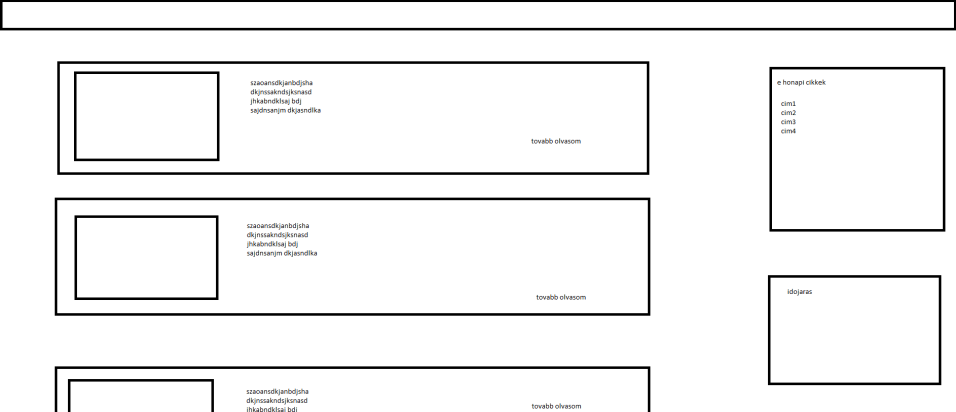 szaoansdkjanbdjsha
dkjnssakndsjksnasd
jhkabndklsaj bdj
sajdnsanjm dkjasndlka
tovabb olvasom
szaoansdkjanbdjsha
dkjnssakndsjksnasd
jhkabndklsaj bdj
sajdnsanjm dkjasndlka
tovabb olvasom
szaoansdkjanbdjsha
dkjnssakndsjksnasd
jhkabndklsaj bdj
tovabb olvasom
e honapi cikkek
cim1
cim2
cim3
cim4
idojaras